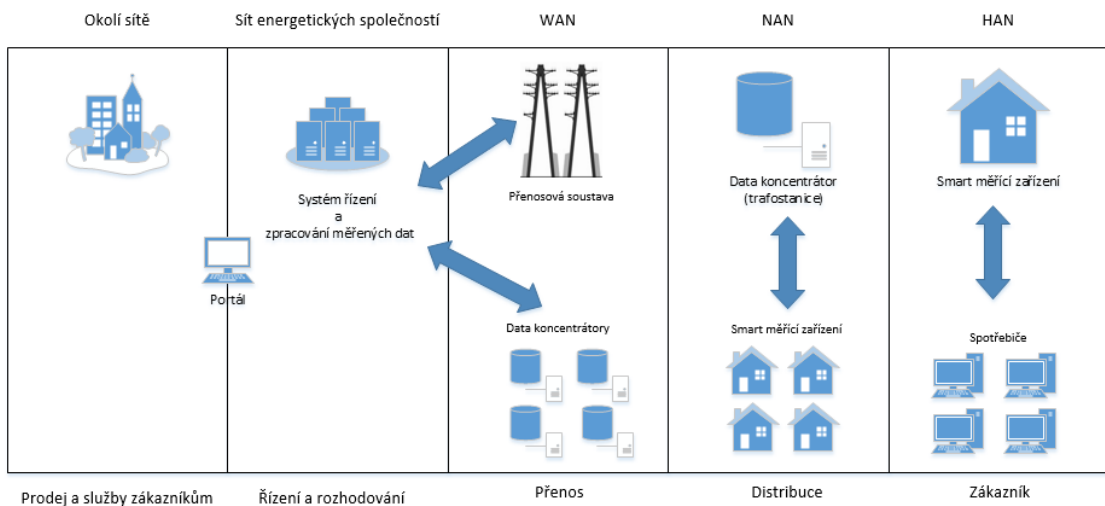 Okolí sítě
Sít energetických společností
WAN
NAN
HAN
Portál
Systém řízení
a
zpracování měřených dat
Přenosová soustava
Data koncentrátory
Data koncentrátor
(trafostanice)
Smart měřící zařízení
Smart měřící zařízení
Spotřebiče
Prodej a služby zákazníkům
Řízení a rozhodování
Přenos
Distribuce
Zákazník